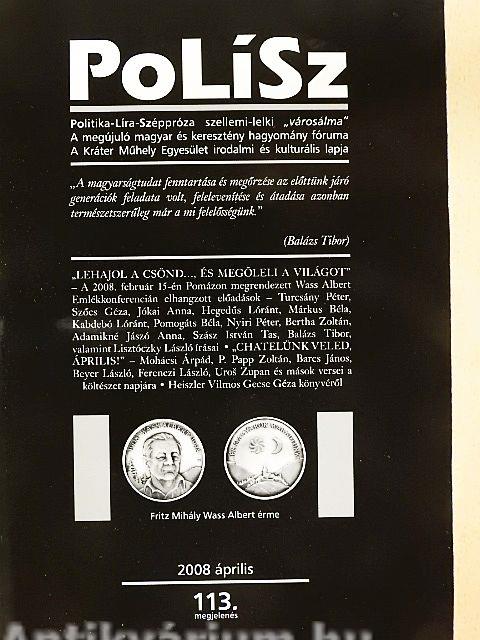 PoLíSz
Politika-Líra-Széppróza szellemi-lelki „városálma”
A megújuló magyar és keresztény hagyomány fóruma
A Kráter Műhely Egyesület irodalmi és kulturális lapja
„A magyarságtudat fenntartása és megőrzése az előttünk járó
generációk feladata volt, felelevenítése és átadása azonban
természetszerűleg már a mi felelősségünk.”
(Balázs Tibor)
„LEHAJOL A CSÖND..., ÉS MEGÖLELI A VILÁGOT”
– A 2008. február 15-én Pomázon megrendezett Wass Albert
Emlékkonferencián elhangzott előadások – Turcsány Péter,
Szőcs Géza, Jókai Anna, Hegedűs Lóránt, Márkus Béla,
Kabdebó Lóránt, Pomogáts Béla, Nyiri Péter, Bertha Zoltán,
Adamikné Jászó Anna, Szász István Tas, Balázs Tibor,
valamint Lisztóczky László írásai • „CHATELÜNK VELED,
ÁPRILIS!” – Mohácsi Árpád, P. Papp Zoltán, Barcs János,
Beyer László, Ferenczi László, Uroš Zupan és mások versei a
költészet napjára • Heiszler Vilmos Gecse Géza könyvéről
Fritz Mihály Wass Albert érme
2008 április
113.
megjelenés
Antikvárium.hu